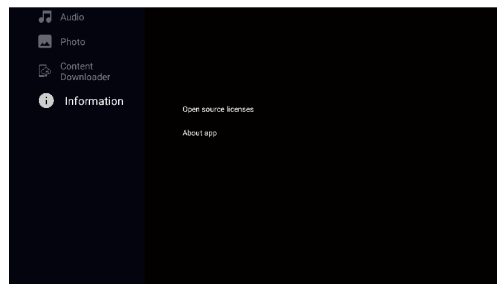 Audio
Photo
Content
Downloader
Information
Open source licenses
About app